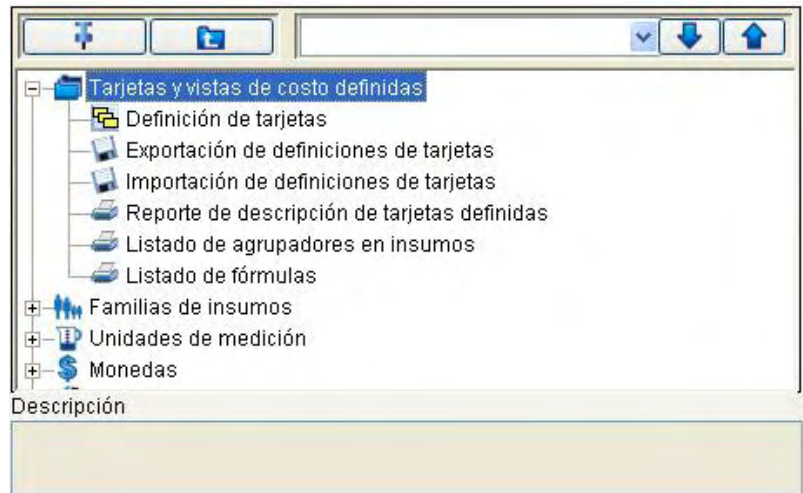 Tarjetas y vistas de costo definidas
Definición de tarjetas
Exportación de definiciones de tarjetas
Importación de definiciones de tarjetas
Reporte de descripción de tarjetas definidas
Listado de agrupadores en insumos
Listado de fórmulas
Familias de insumos
Unidades de medición
Monedas
Descripción